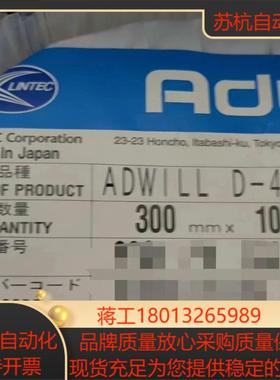 苏杭自动
LINTEC
Adw
C Corporation
23-23 Honcho, Itabashi-ku, Tokyo
in Japan
品種
OF PRODUCT
ADWILL D-4
数量
QUANTITY
300 mm x 10
番号
バーコード
蒋工18013265989
自动化
开票
品牌质量放心采购质量保
现货充足为您提供稳定的